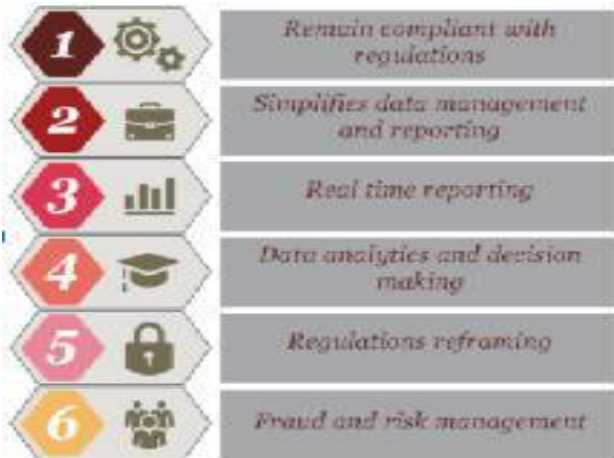 1
Remain compliant with
regulations
2
Simplifies data management
and reporting
3
Real time reporting
4
Data analytics and decision
making
5
Regulations reframing
6
Fraud and risk management